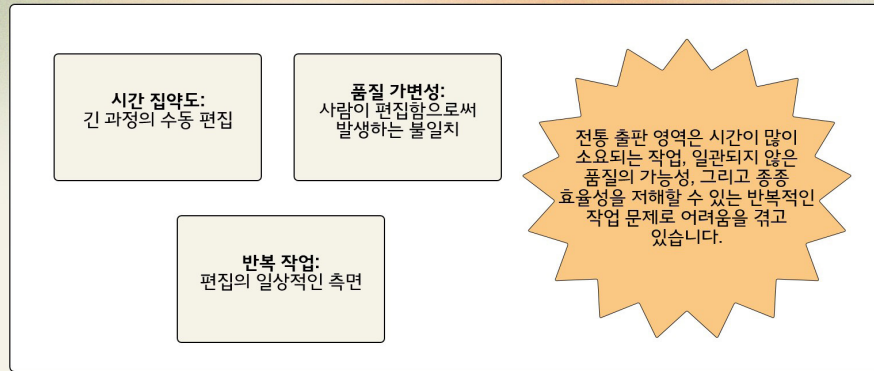 시간 집약도:
긴 과정의 수동 편집
품질 가변성:
사람이 편집함으로써
발생하는 불일치
반복 작업:
편집의 일상적인 측면
전통 출판 영역은 시간이 많이
소요되는 작업, 일관되지 않은
품질의 가능성, 그리고 종종
효율성을 저해할 수 있는 반복적인
작업 문제로 어려움을 겪고
있습니다.